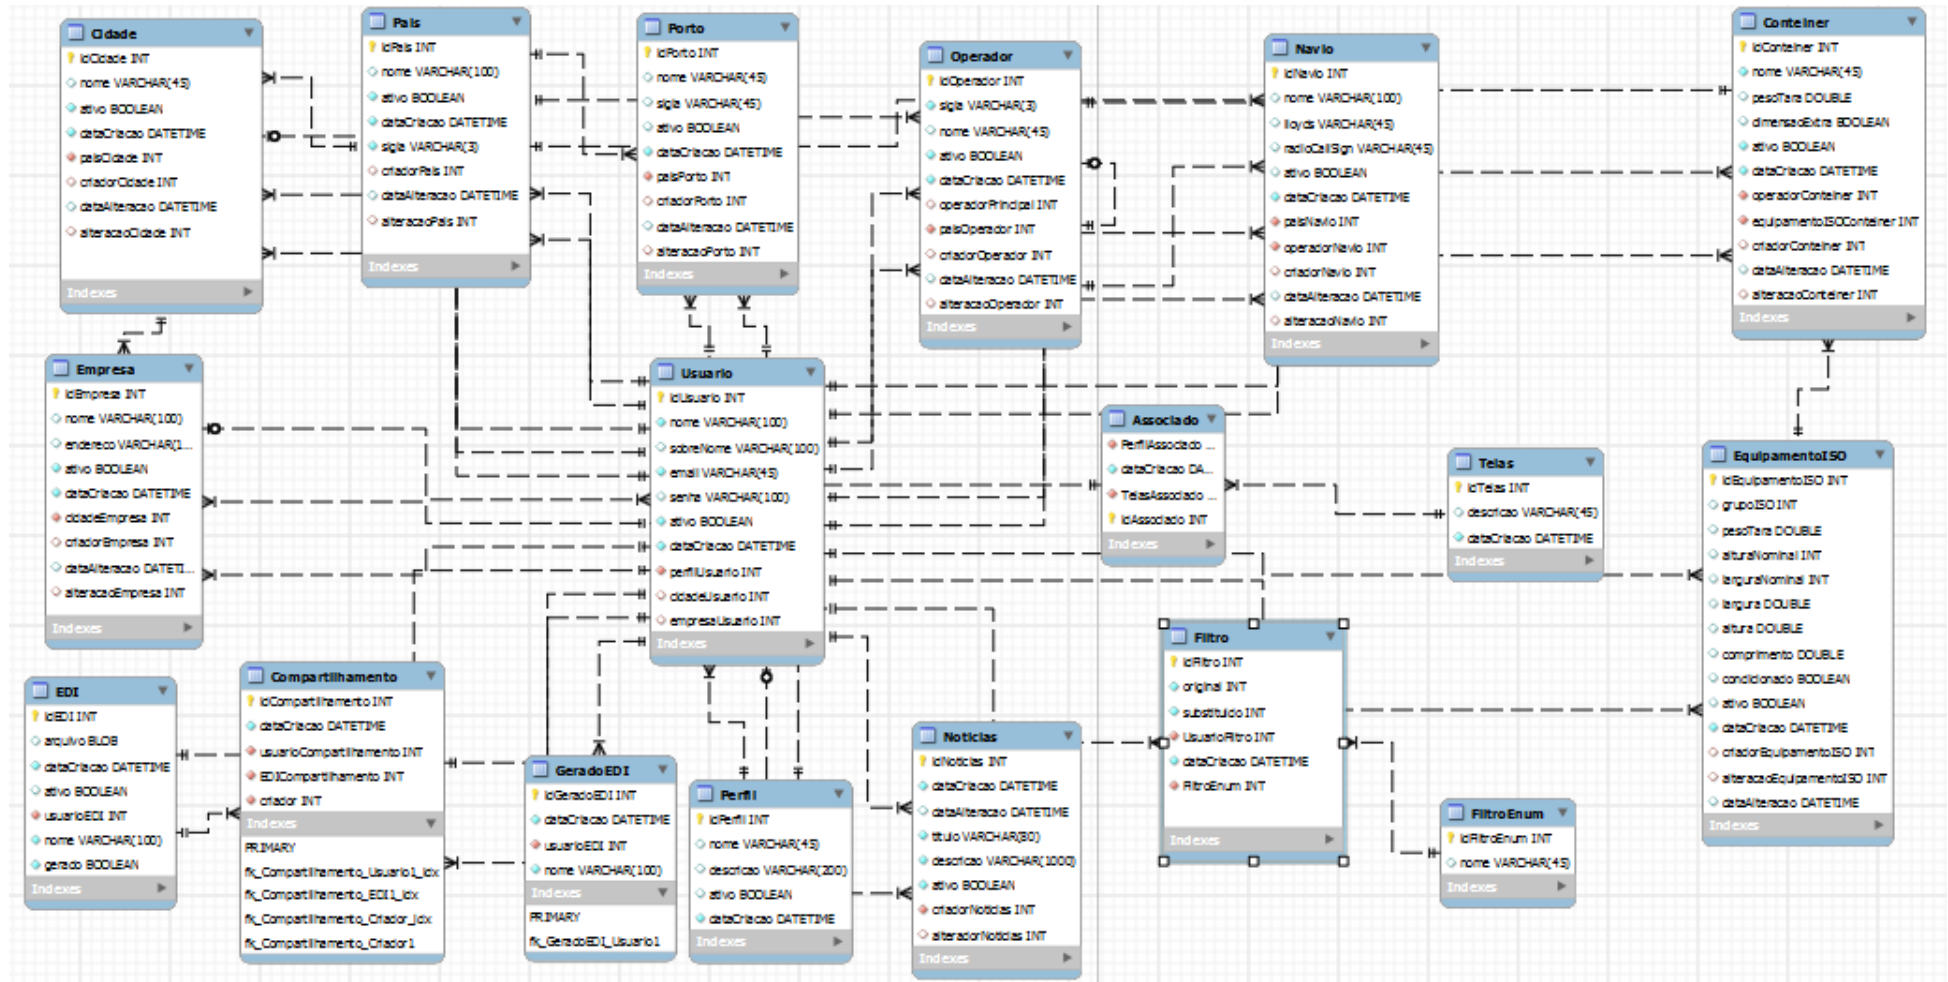 Cidade
idCidade INT
nome VARCHAR(45)
ativo BOOLEAN
dataCriacao DATETIME
paisCidade INT
criadorCidade INT
dataAlteracao DATETIME
alteracaoCidade INT
Indexes
Pais
idPais INT
nome VARCHAR(100)
ativo BOOLEAN
dataCriacao DATETIME
sigla VARCHAR(3)
criadorPais INT
dataAlteracao DATETIME
alteracaoPais INT
Indexes
Porto
idPorto INT
nome VARCHAR(45)
sigla VARCHAR(45)
ativo BOOLEAN
dataCriacao DATETIME
paisPorto INT
criadorPorto INT
dataAlteracao DATETIME
alteracaoPorto INT
Indexes
Operador
idOperador INT
sigla VARCHAR(3)
nome VARCHAR(45)
ativo BOOLEAN
dataCriacao DATETIME
operadorPrincipal INT
paisOperador INT
criadorOperador INT
dataAlteracao DATETIME
alteracaoOperador INT
Indexes
Navio
idNavio INT
nome VARCHAR(100)
lloyds VARCHAR(45)
radioCallSign VARCHAR(45)
ativo BOOLEAN
dataCriacao DATETIME
paisNavio INT
operadorNavio INT
criadorNavio INT
dataAlteracao DATETIME
alteracaoNavio INT
Indexes
Conteiner
idConteiner INT
nome VARCHAR(45)
pesoTara DOUBLE
dimensaoExtra BOOLEAN
ativo BOOLEAN
dataCriacao DATETIME
operadorConteiner INT
equipamentoISOConteiner INT
criadorConteiner INT
dataAlteracao DATETIME
alteracaoConteiner INT
Indexes
Empresa
idEmpresa INT
nome VARCHAR(100)
endereco VARCHAR(1...
ativo BOOLEAN
dataCriacao DATETIME
cidadeEmpresa INT
criadorEmpresa INT
dataAlteracao DATETI...
alteracaoEmpresa INT
Indexes
Usuario
idUsuario INT
nome VARCHAR(100)
sobreNome VARCHAR(100)
email VARCHAR(45)
senha VARCHAR(100)
ativo BOOLEAN
dataCriacao DATETIME
perfilUsuario INT
cidadeUsuario INT
empresaUsuario INT
Indexes
Associado
PerfilAssociado ...
dataCriacao DA...
TelasAssociado ...
idAssociado INT
Indexes
Telas
idTelas INT
descricao VARCHAR(45)
dataCriacao DATETIME
Indexes
EquipamentoISO
idEquipamentoISO INT
grupoISO INT
pesoTara DOUBLE
alturaNominal INT
larguraNominal INT
largura DOUBLE
altura DOUBLE
comprimento DOUBLE
condicionado BOOLEAN
ativo BOOLEAN
dataCriacao DATETIME
criadorEquipamentoISO INT
alteracaoEquipamentoISO INT
dataAlteracao DATETIME
Indexes
EDI
idEDI INT
arquivo BLOB
dataCriacao DATETIME
ativo BOOLEAN
usuarioEDI INT
nome VARCHAR(100)
gerado BOOLEAN
Indexes
Compartilhamento
idCompartilhamento INT
dataCriacao DATETIME
usuarioCompartilhamento INT
EDICompartilhamento INT
criador INT
Indexes
PRIMARY
fk_Compartilhamento_Usuario1_idx
fk_Compartilhamento_EDI1_idx
fk_Compartilhamento_Criador_idx
fk_Compartilhamento_Criador1
GeradoEDI
idGeradoEDI INT
dataCriacao DATETIME
usuarioEDI INT
nome VARCHAR(100)
Indexes
PRIMARY
fk_GeradoEDI_Usuario1
Perfil
idPerfil INT
nome VARCHAR(45)
descricao VARCHAR(200)
ativo BOOLEAN
dataCriacao DATETIME
Indexes
Noticias
idNoticias INT
dataCriacao DATETIME
dataAlteracao DATETIME
titulo VARCHAR(80)
descricao VARCHAR(1000)
ativo BOOLEAN
criadorNoticias INT
alteradorNoticias INT
Indexes
Filtro
idFiltro INT
original INT
substituido INT
UsuarioFiltro INT
dataCriacao DATETIME
FiltroEnum INT
Indexes
FiltroEnum
idFiltroEnum INT
nome VARCHAR(45)
Indexes